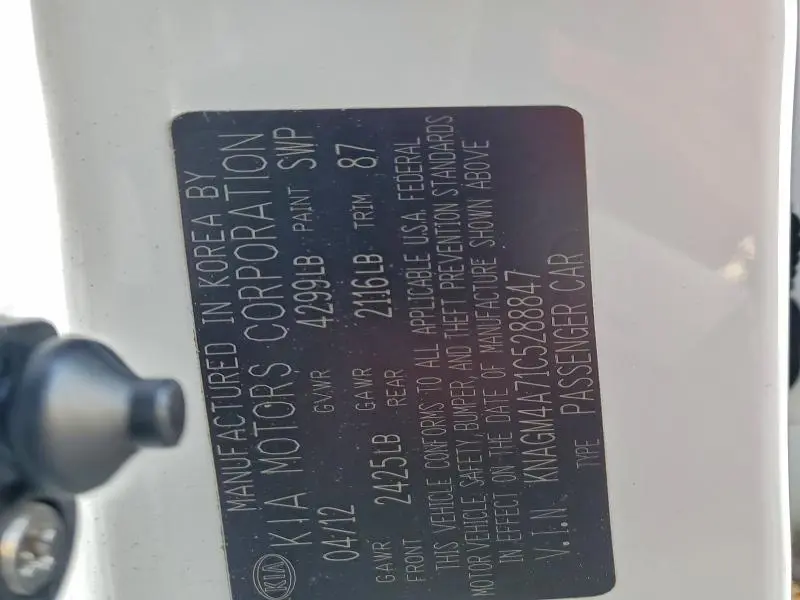 MANUFACTURED IN KOREA BY
KIA KIA MOTORS CORPORATION
04/12 GVWR 4299LB PAINT SWP
GAWR FRONT 2425LB GAWR REAR 2116LB TRIM 87
THIS VEHICLE CONFORMS TO ALL APPLICABLE U.S.A. FEDERAL
MOTOR VEHICLE, SAFETY, BUMPER, AND THEFT PREVENTION STANDARDS
IN EFFECT ON THE DATE OF MANUFACTURE SHOWN ABOVE
V.I.N KNAGM4A71C5288847
TYPE PASSENGER CAR